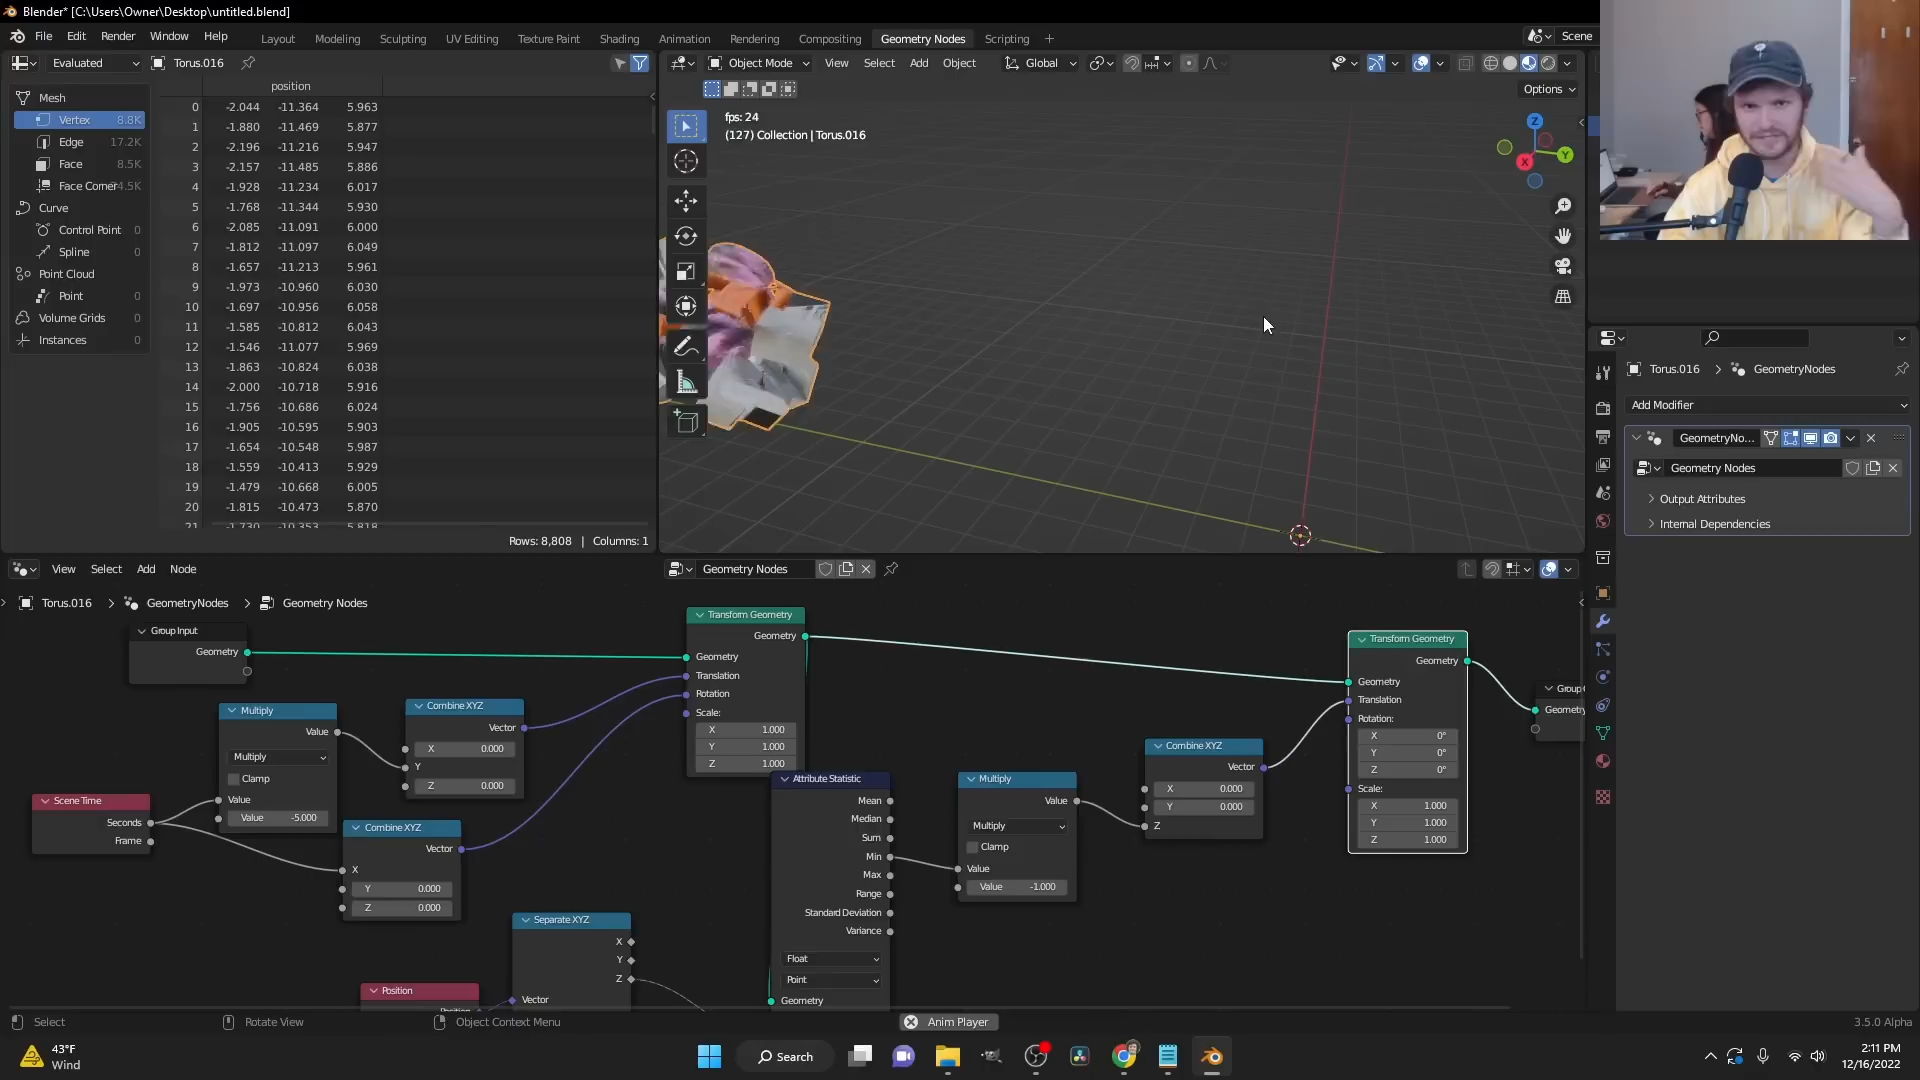 Blender* [C:\Users\Owner\Desktop\untitled.blend]
File Edit Render Window Help Layout Modeling Sculpting UV Editing Texture Paint Shading Animation Rendering Compositing Geometry Nodes Scripting + Scene
Evaluated Torus.016
Object Mode View Select Add Object Global
Options
position
Mesh
Vertex 8.8K
Edge 17.2K
Face 8.5K
Face Corner 4.5K
Curve
Control Point 0
Spline 0
Point Cloud
Point 0
Volume Grids
Instances
0 -2.044 -11.364 5.963
1 -1.880 -11.469 5.877
2 -2.196 -11.216 5.947
3 -2.157 -11.485 5.886
4 -1.928 -11.234 6.017
5 -1.768 -11.344 5.930
6 -2.085 -11.091 6.000
7 -1.812 -11.097 6.049
8 -1.657 -11.213 5.961
9 -1.973 -10.960 6.030
10 -1.697 -10.956 6.058
11 -1.585 -10.812 6.043
12 -1.546 -11.077 5.969
13 -1.863 -10.824 6.038
14 -2.000 -10.718 5.916
15 -1.756 -10.686 6.024
16 -1.905 -10.595 5.903
17 -1.654 -10.548 5.987
18 -1.559 -10.413 5.929
19 -1.479 -10.668 6.005
20 -1.815 -10.473 5.870
21 -1.730 -10.353 5.818
Rows: 8,808 | Columns: 1
fps: 24
(127) Collection | Torus.016
Z
X
Y
Torus.016 > GeometryNodes
Add Modifier
GeometryNo...
Geometry Nodes
Output Attributes
Internal Dependencies
View Select Add Node
Geometry Nodes
Torus.016 > GeometryNodes > Geometry Nodes
Group Input
Geometry
Multiply
Value
Multiply
Clamp
Value
Value -5.000
Combine XYZ
Vector
X 0.000
Y
Z 0.000
Scene Time
Seconds
Frame
Combine XYZ
Vector
X
Y 0.000
Z 0.000
Separate XYZ
X
Y
Z
Vector
Position
Transform Geometry
Geometry
Geometry
Translation
Rotation
Scale:
X 1.000
Y 1.000
Z 1.000
Attribute Statistic
Mean
Median
Sum
Min
Max
Range
Standard Deviation
Variance
Float
Point
Geometry
Multiply
Value
Multiply
Clamp
Value
Value -1.000
Combine XYZ
Vector
X 0.000
Y 0.000
Z
Transform Geometry
Geometry
Geometry
Translation
Rotation:
X 0°
Y 0°
Z 0°
Scale:
X 1.000
Y 1.000
Z 1.000
Group
Geometry
Select Rotate View Object Context Menu Anim Player 3.5.0 Alpha
43°F
Wind
Search
2:11 PM
12/16/2022